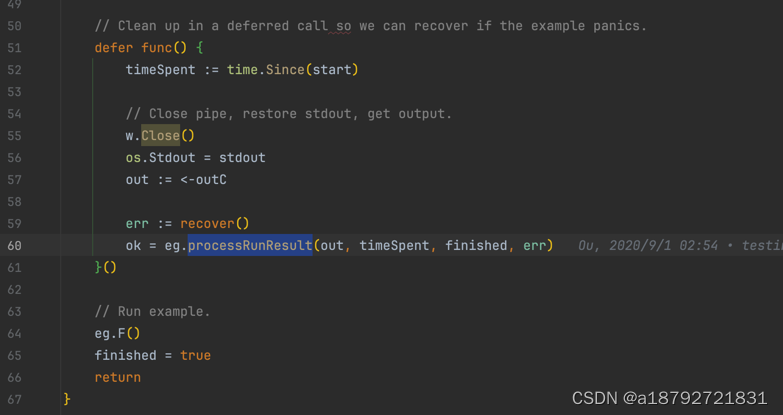 49
50 // Clean up in a deferred call so we can recover if the example panics.
51 defer func() {
52 timeSpent := time.Since(start)
53
54 // Close pipe, restore stdout, get output.
55 w.Close()
56 os.Stdout = stdout
57 out := <-outC
58
59 err := recover()
60 ok = eg.processRunResult(out, timeSpent, finished, err) Ou, 2020/9/1 02:54 • testi
61 }()
62
63 // Run example.
64 eg.F()
65 finished = true
66 return
67 }
CSDN @a18792721831